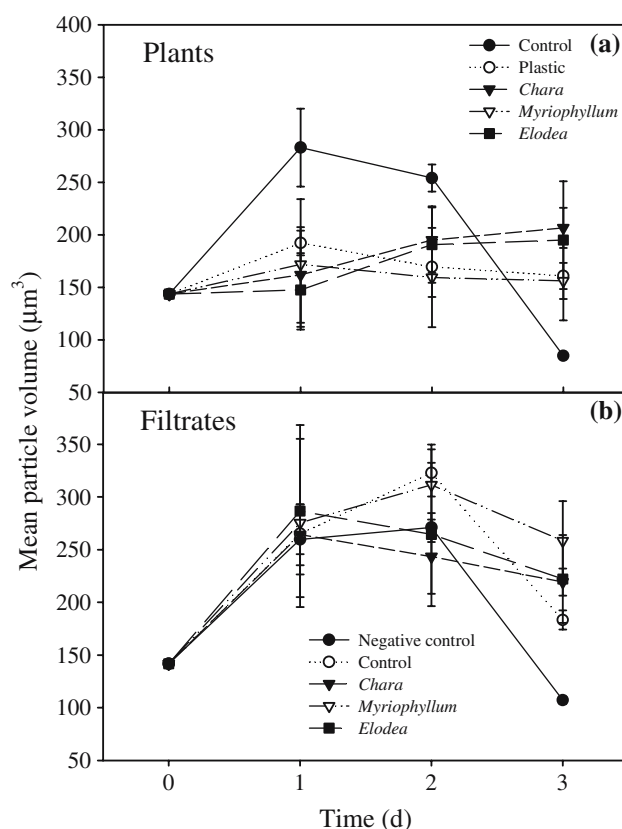 400
350
300
250
200
150
100
50
Plants
(a)
Control
Plastic
Chara
Myriophyllum
Elodea
Mean particle volume (µm³)
350
300
250
200
150
100
50
Filtrates
(b)
Negative control
Control
Chara
Myriophyllum
Elodea
0 1 2 3
Time (d)